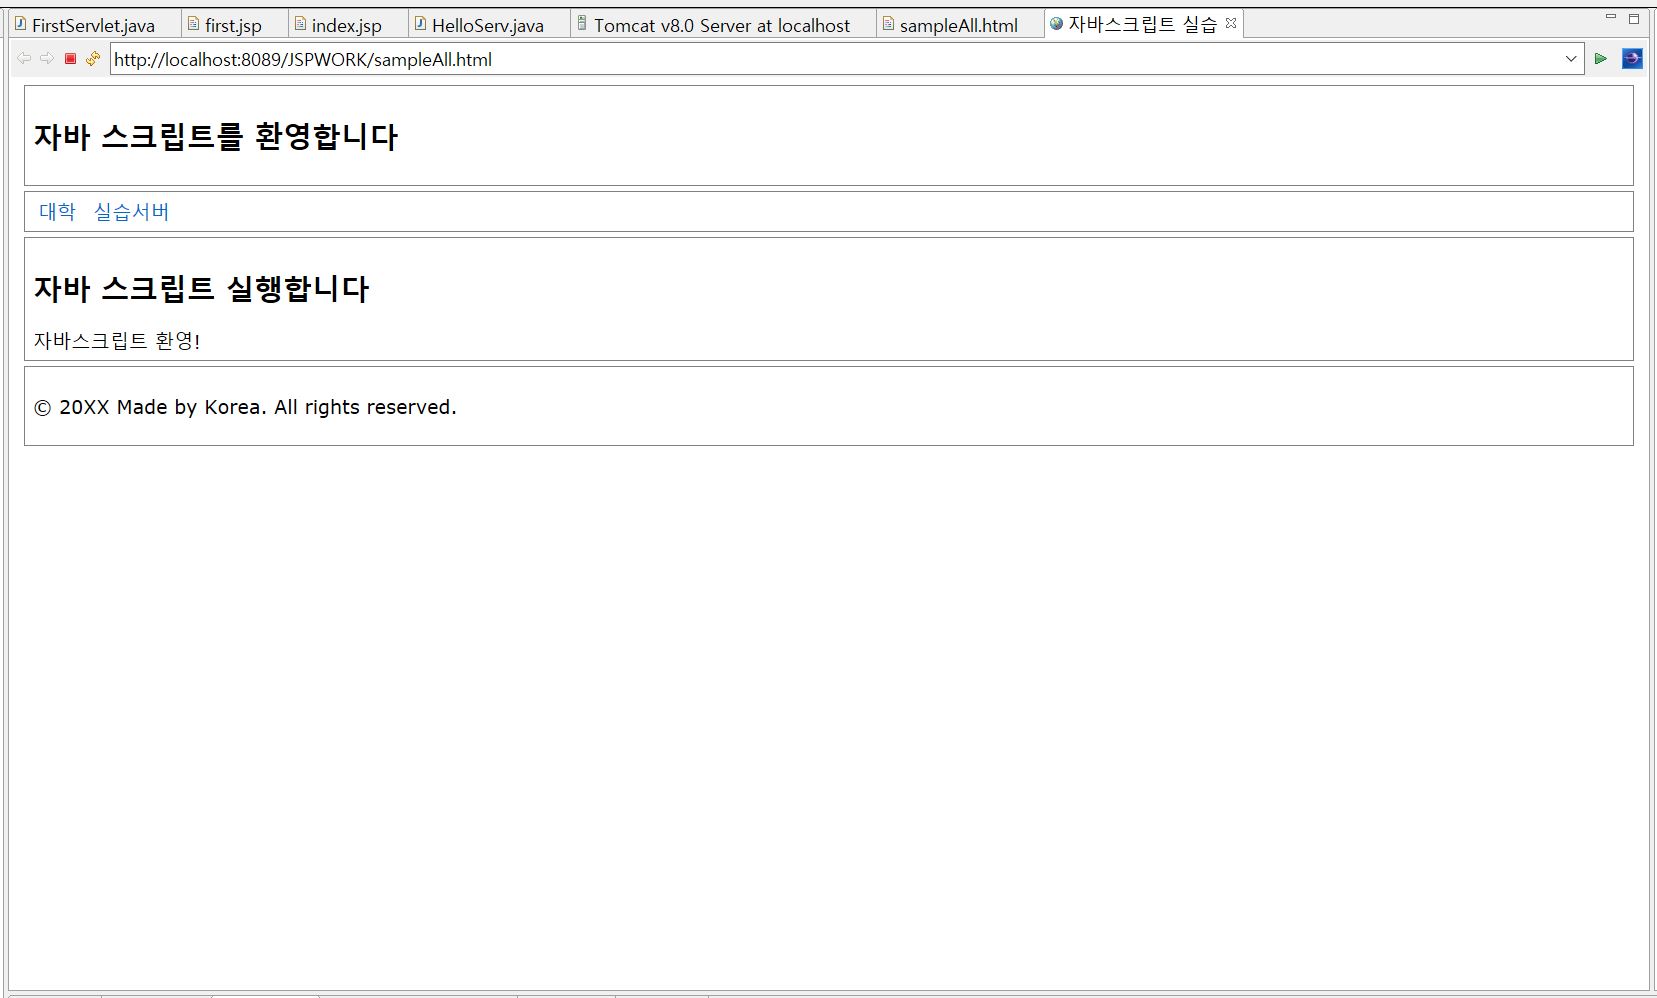 FirstServlet.java first.jsp index.jsp HelloServ.java Tomcat v8.0 Server at localhost sampleAll.html 자바스크립트 실습
http://localhost:8089/JSPWORK/sampleAll.html
자바 스크립트를 환영합니다
대학 실습서버
자바 스크립트 실행합니다
자바스크립트 환영!
© 20XX Made by Korea. All rights reserved.